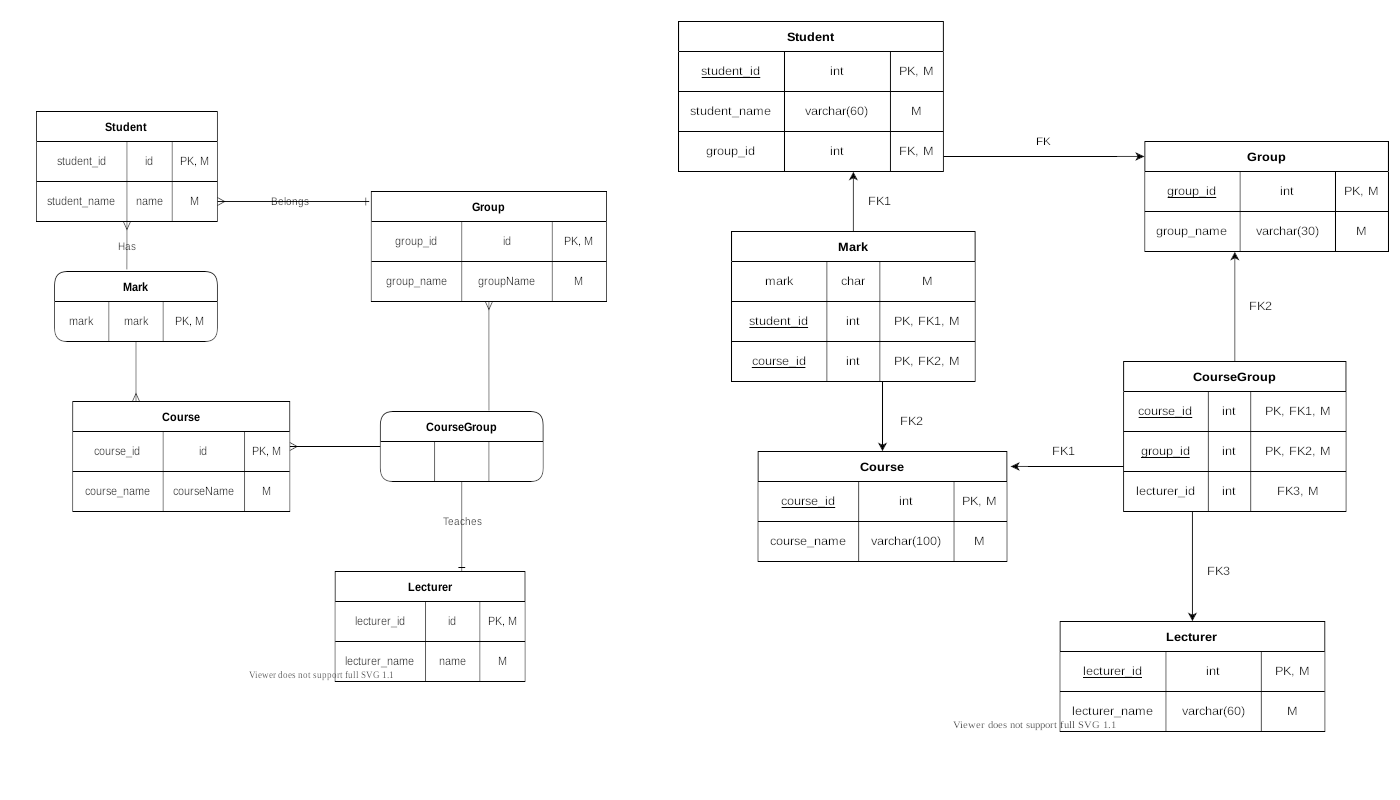 Student
student_id id PK, M
student_name name M
Belongs
Has
Group
group_id id PK, M
group_name groupName M
Mark
mark mark PK, M
Course
course_id id PK, M
course_name courseName M
CourseGroup
Teaches
Lecturer
lecturer_id id PK, M
lecturer_name name M
Viewer does not support full SVG 1.1
Student
student_id int PK, M
student_name varchar(60) M
group_id int FK, M
FK
Group
group_id int PK, M
group_name varchar(30) M
FK1
Mark
mark char M
student_id int PK, FK1, M
course_id int PK, FK2, M
FK2
FK2
CourseGroup
course_id int PK, FK1, M
group_id int PK, FK2, M
lecturer_id int FK3, M
FK1
Course
course_id int PK, M
course_name varchar(100) M
FK3
Lecturer
lecturer_id int PK, M
lecturer_name varchar(60) M
Viewer does not support full SVG 1.1